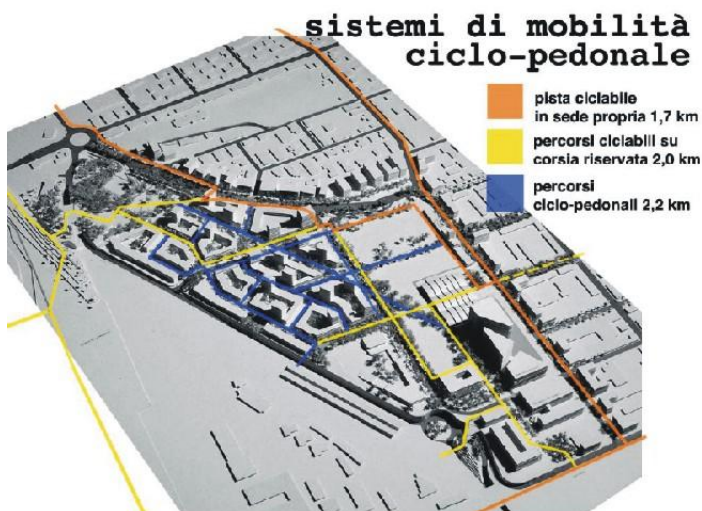 sistemi di mobilità
ciclo-pedonale
pista ciclabile
in sede propria 1,7 km
percorsi ciclabili su
corsia riservata 2,0 km
percorsi
ciclo-pedonali 2,2 km